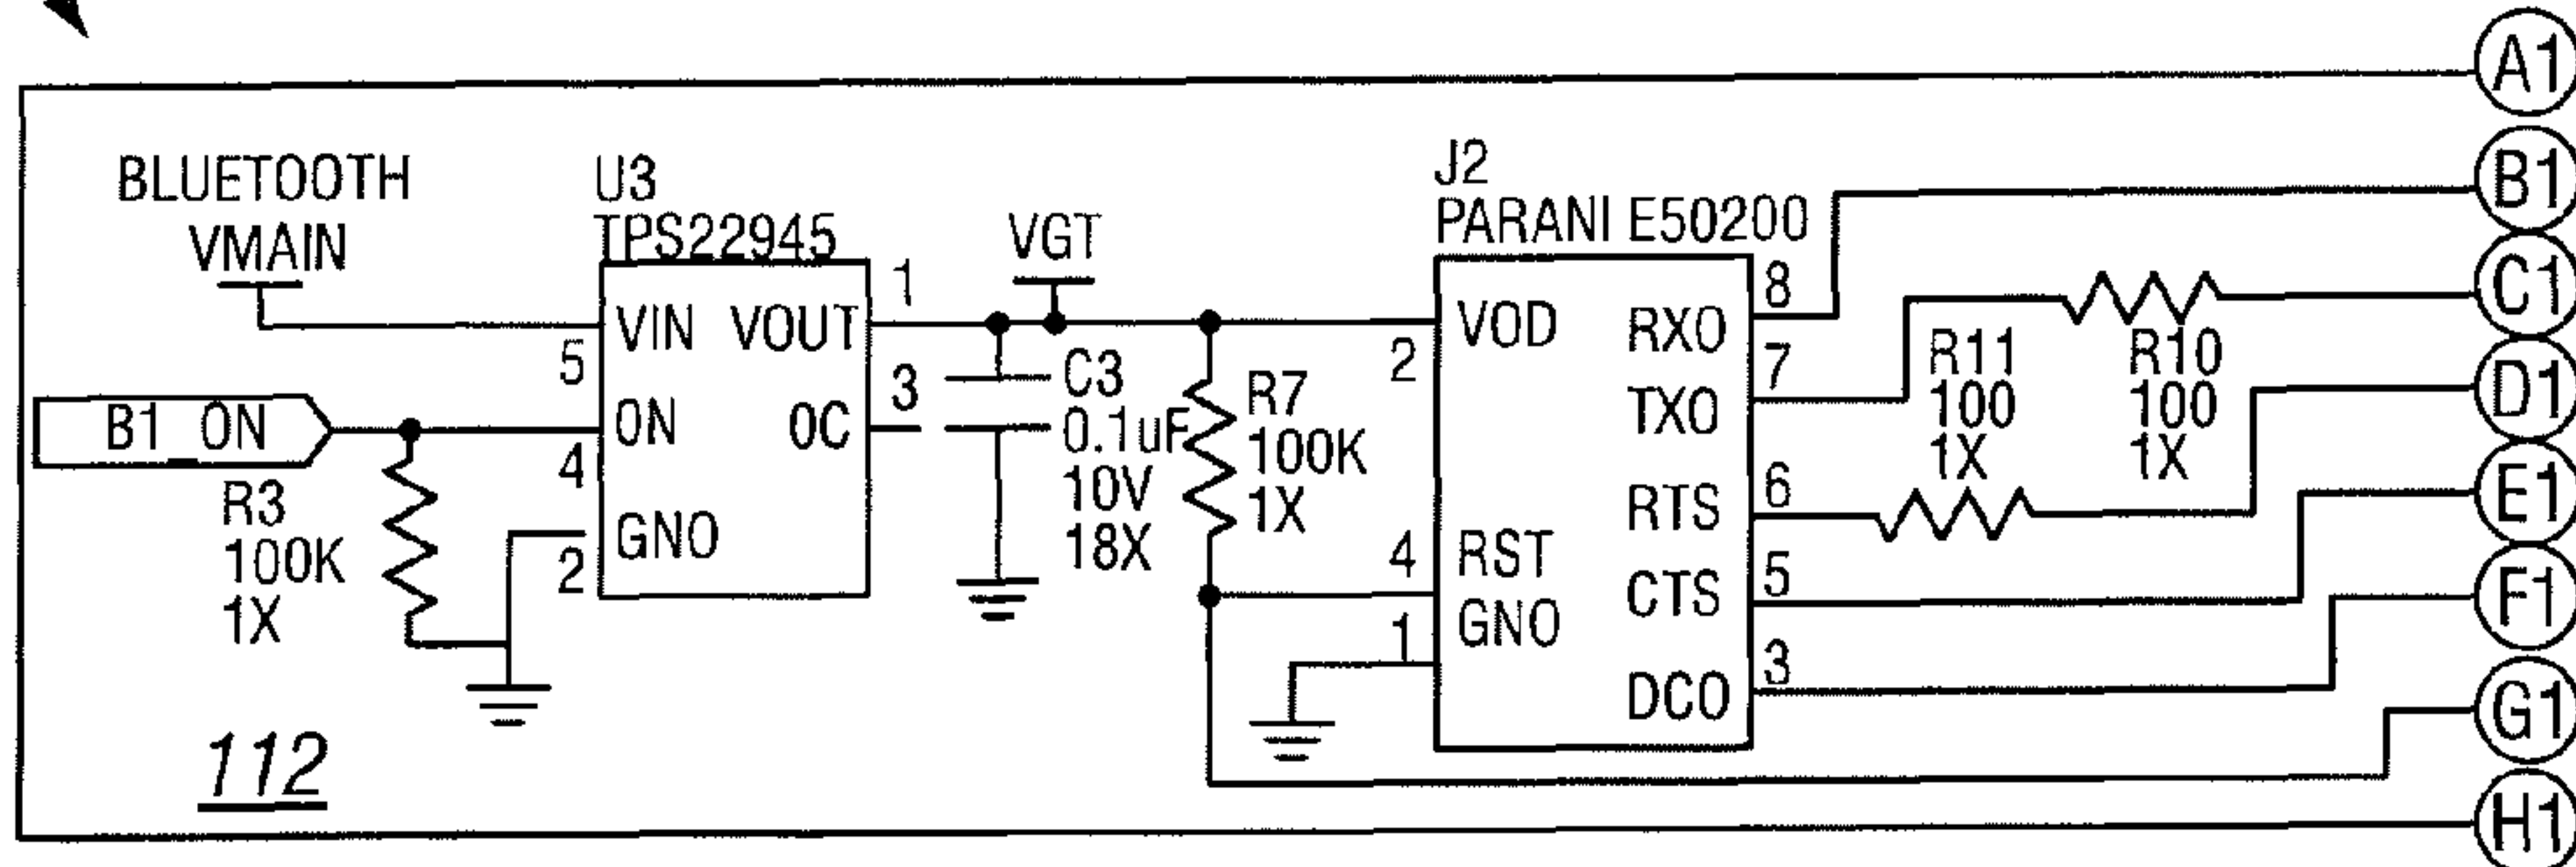 A1
BLUETOOTH
VMAIN
U3
TPS22945
VGT
J2
PARANI E50200
B1
1
8
C1
VIN VOUT
VOD
RXO
5
2
7
R11
100
1X
R10
100
1X
3
C3
0.1uF
10V
18X
R7
100K
1X
TXO
D1
B1_ON
ON OC
4
6
RTS
E1
R3
100K
1X
GNO
2
4
RST
5
CTS
F1
1
GNO
3
DCO
G1
112
H1